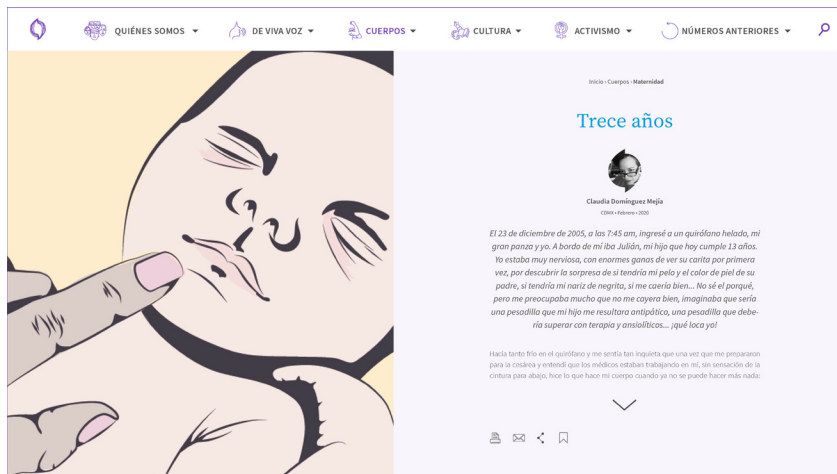 QUIÉNES SOMOS DE VIVA VOZ CUERPOS CULTURA ACTIVISMO NÚMEROS ANTERIORES
Inicio › Cuerpos › Maternidad
Trece años
Claudia Domínguez Mejía
CDMX • Febrero • 2020
El 23 de diciembre de 2005, a las 7:45 am, ingresé a un quirófano helado, mi
gran panza y yo. A bordo de mí iba Julián, mi hijo que hoy cumple 13 años.
Yo estaba muy nerviosa, con enormes ganas de ver su carita por primera
vez, por descubrir la sorpresa de si tendría mi pelo y el color de piel de su
padre, si tendría mi nariz de negrita, si me caería bien... No sé el porqué,
pero me preocupaba mucho que no me cayera bien, imaginaba que sería
una pesadilla que mi hijo me resultara antipático, una pesadilla que debe-
ría superar con terapia y ansiolíticos... ¡qué loca yo!
Hacía tanto frío en el quirófano y me sentía tan inquieta que una vez que me prepararon
para la cesárea y entendí que los médicos estaban trabajando en mí, sin sensación de la
cintura para abajo, hice lo que hace mi cuerpo cuando ya no se puede hacer más nada: